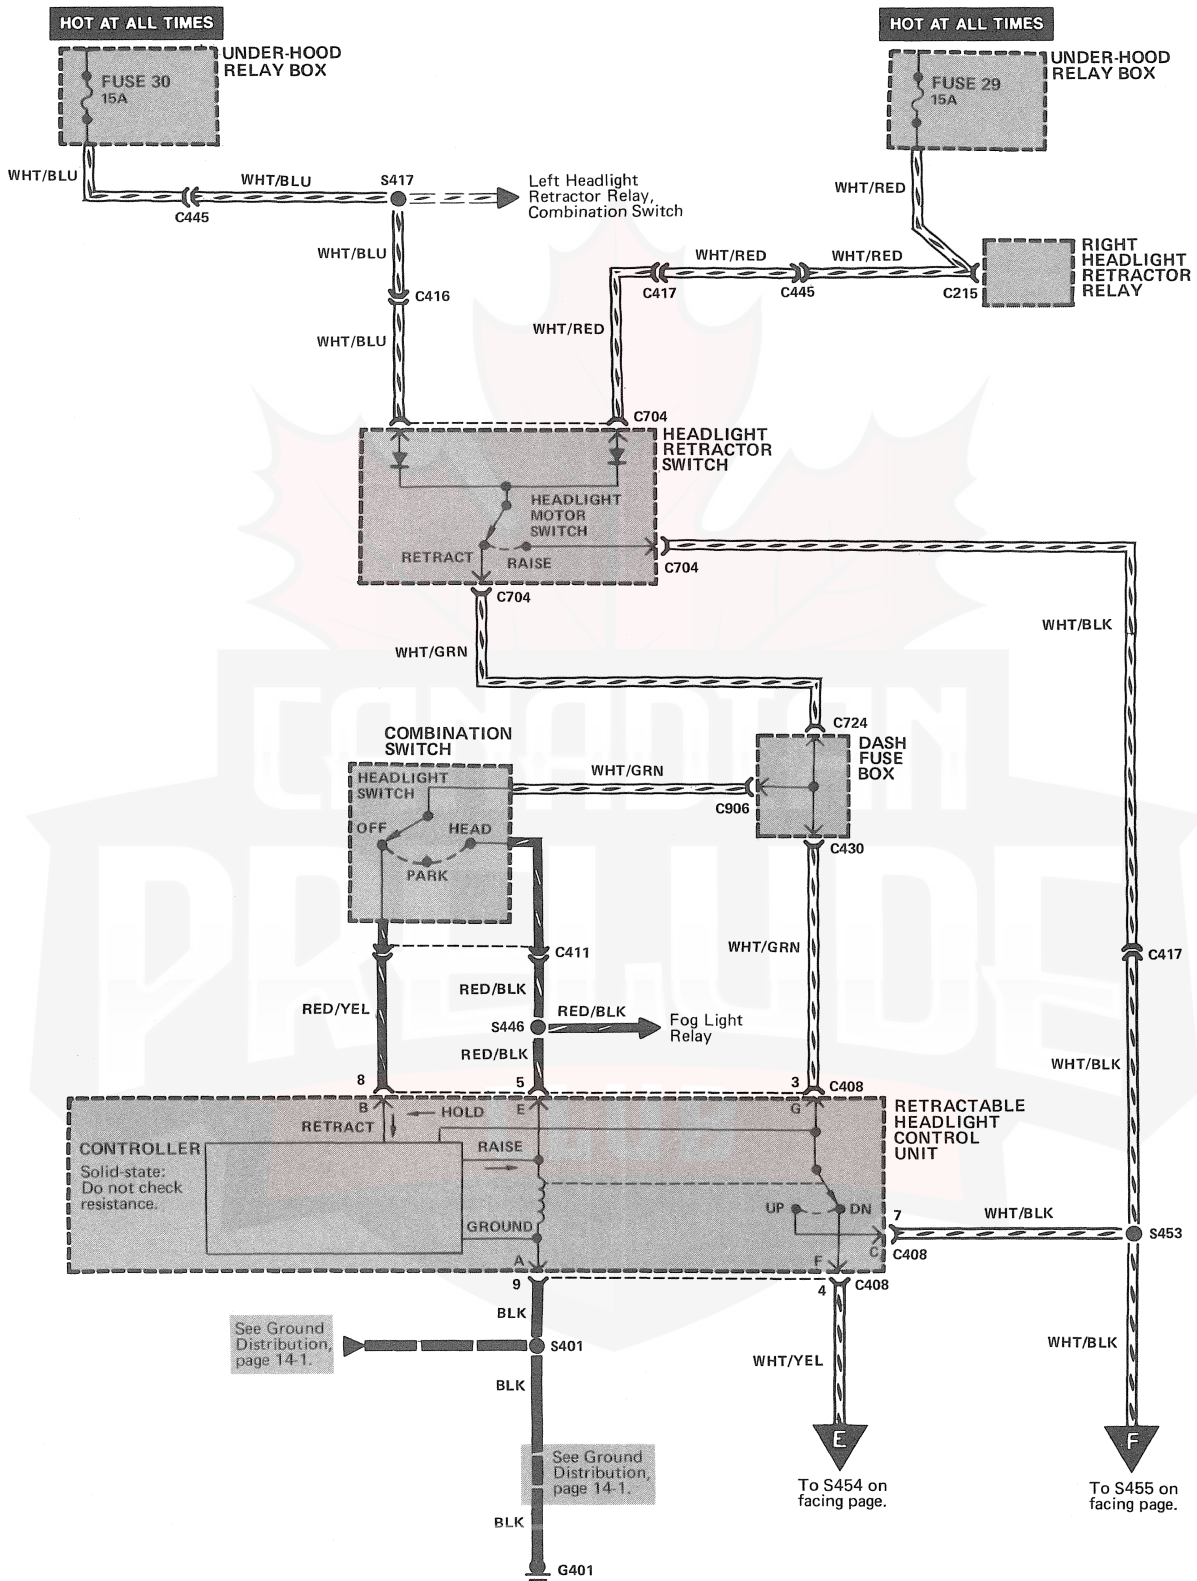 HOT AT ALL TIMES
HOT AT ALL TIMES
UNDER-HOOD
RELAY BOX
FUSE 30
15A
UNDER-HOOD
RELAY BOX
FUSE 29
15A
WHT/BLU
WHT/BLU
S417
C445
Left Headlight
Retractor Relay,
Combination Switch
WHT/RED
WHT/BLU
C416
WHT/BLU
WHT/RED
WHT/RED
C417
C445
C215
RIGHT
HEADLIGHT
RETRACTOR
RELAY
WHT/RED
C704
HEADLIGHT
RETRACTOR
SWITCH
HEADLIGHT
MOTOR
SWITCH
RETRACT
RAISE
C704
C704
WHT/BLK
WHT/GRN
C724
DASH
FUSE
BOX
COMBINATION
SWITCH
HEADLIGHT
SWITCH
OFF
HEAD
PARK
WHT/GRN
C906
C430
CANADIAN
PRELUDE
CLUB
WHT/GRN
C411
C417
RED/YEL
RED/BLK
S446
RED/BLK
Fog Light
Relay
RED/BLK
WHT/BLK
8
5
3
C408
B
HOLD
E
G
RETRACT
RAISE
RETRACTABLE
HEADLIGHT
CONTROL
UNIT
CONTROLLER
Solid-state:
Do not check
resistance.
GROUND
UP
DN
A
F
C
7
C408
WHT/BLK
S453
9
4
C408
BLK
See Ground
Distribution,
page 14-1.
S401
BLK
WHT/YEL
WHT/BLK
See Ground
Distribution,
page 14-1.
E
To S454 on
facing page.
F
To S455 on
facing page.
BLK
G401